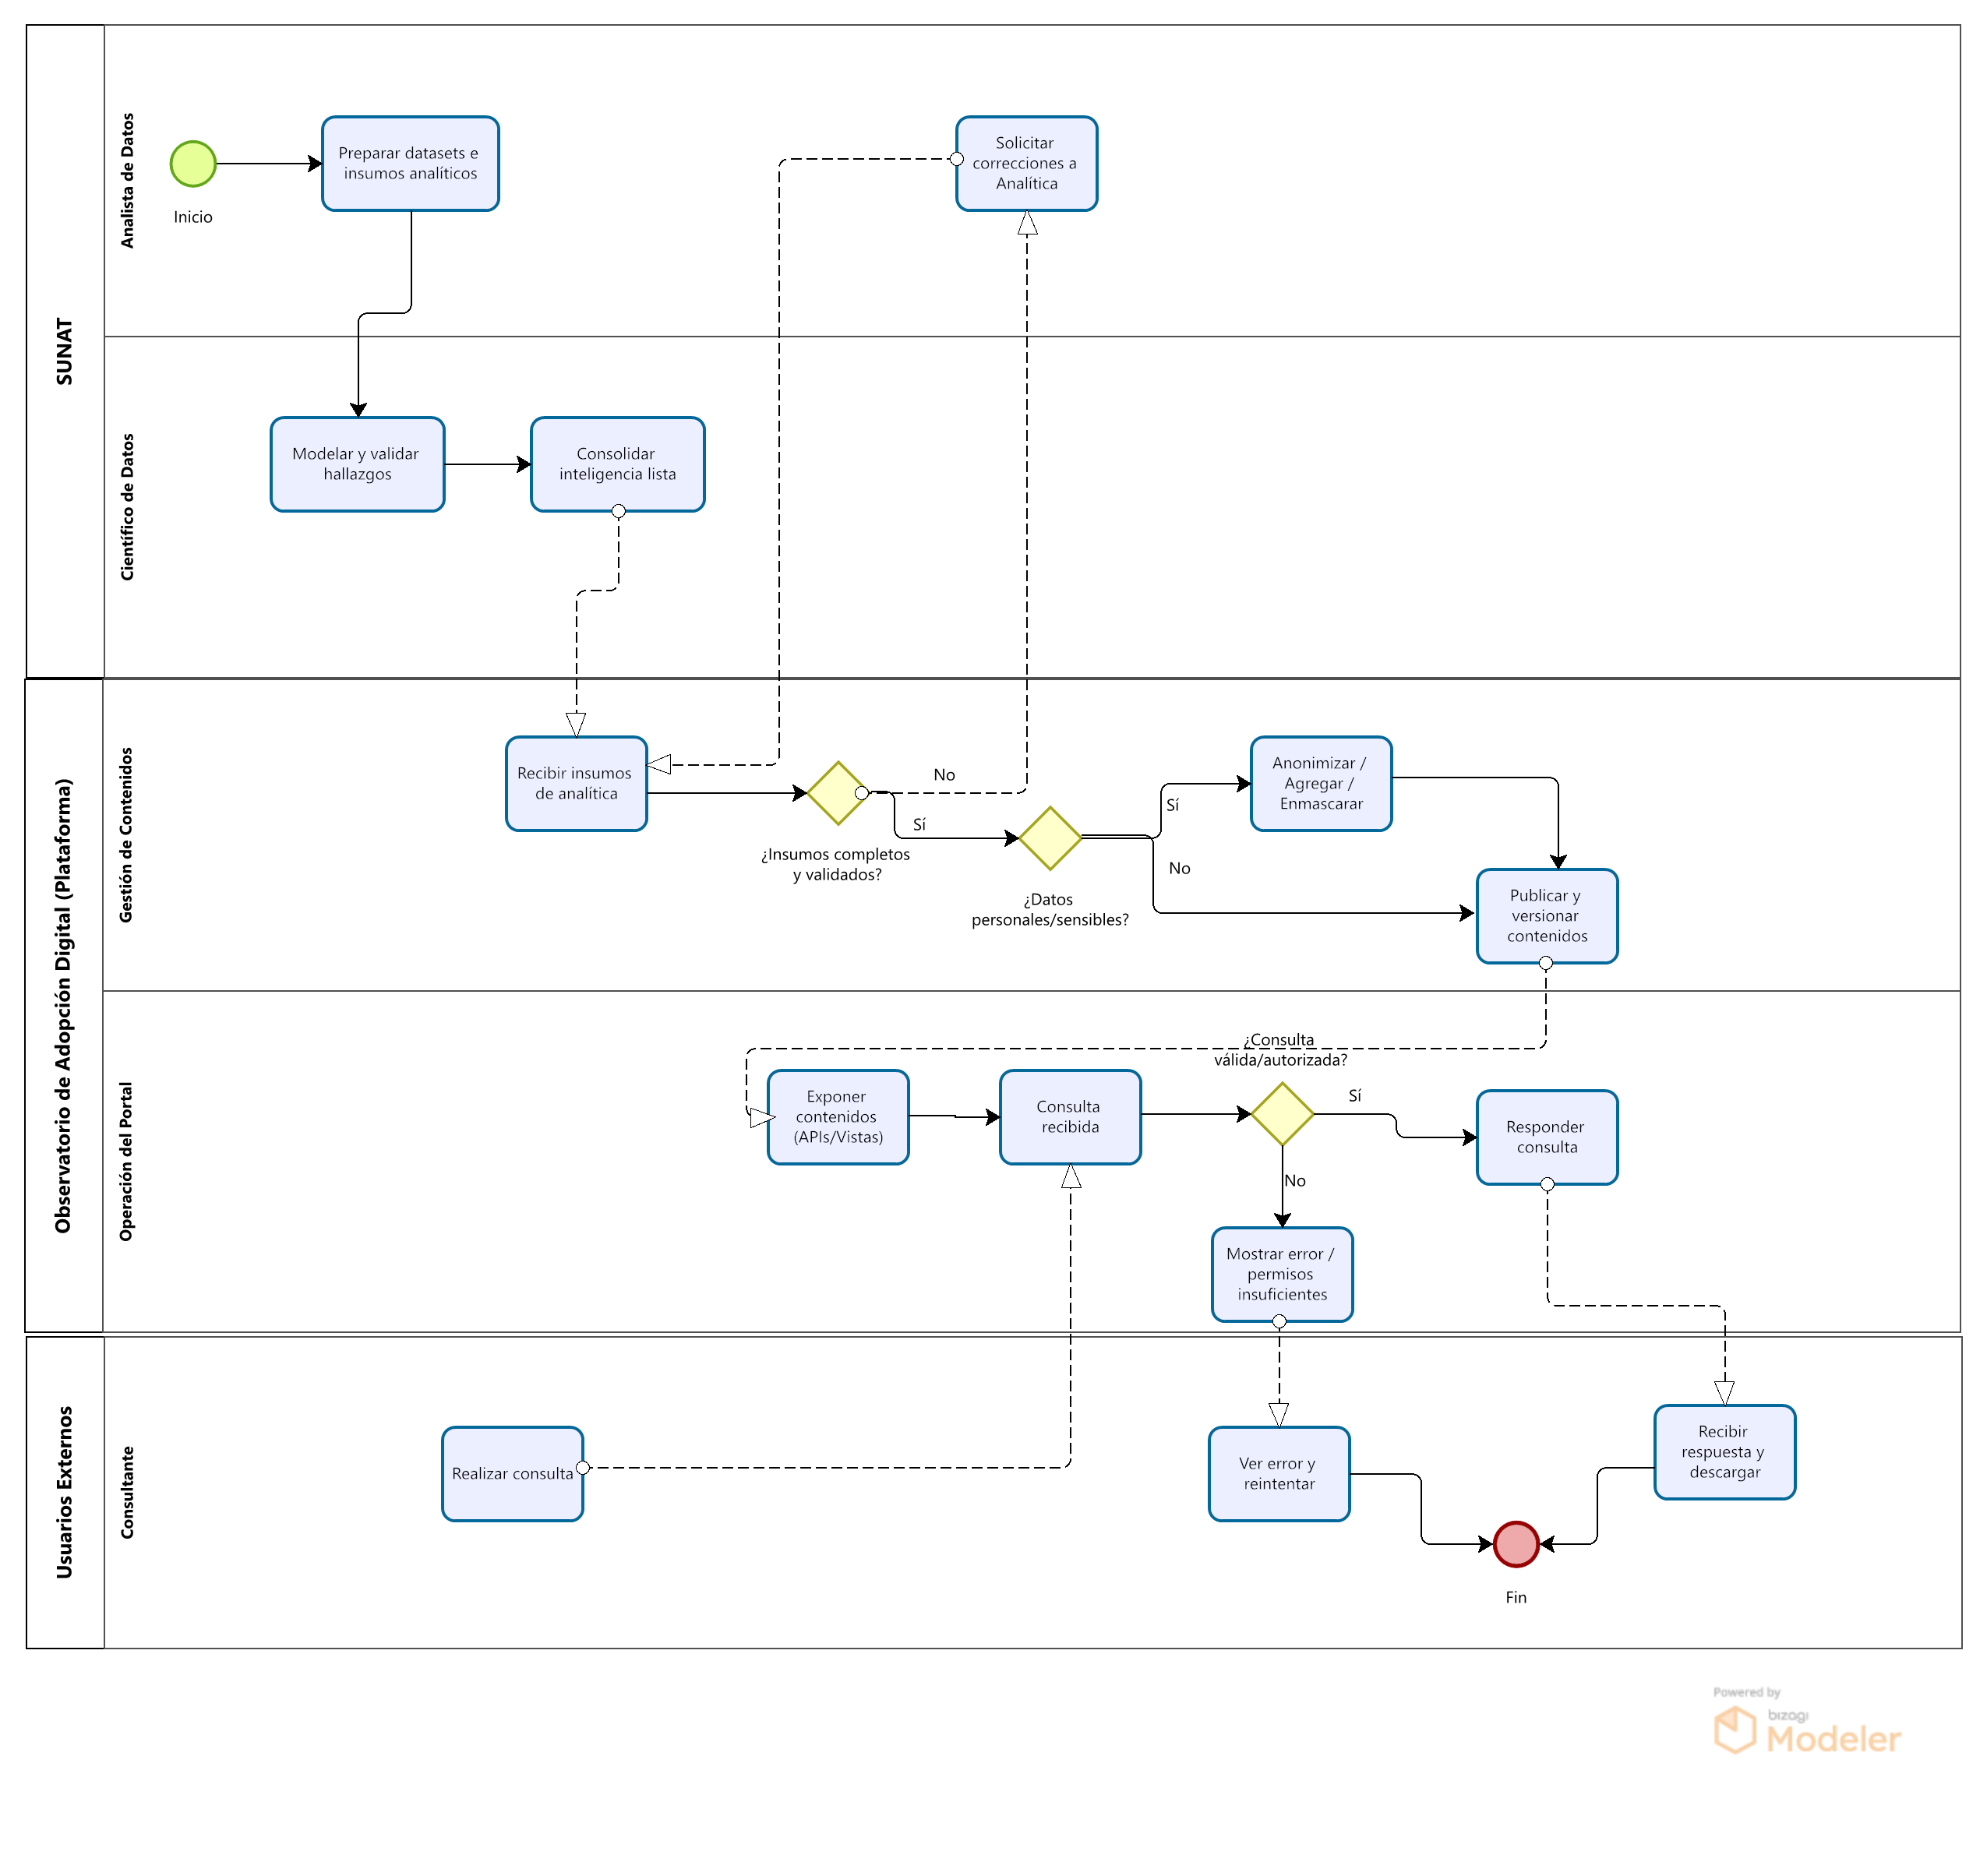 SUNAT
Analista de Datos
Inicio
Preparar datasets e
insumos analíticos
Solicitar
correcciones a
Analítica
Científico de Datos
Modelar y validar
hallazgos
Consolidar
inteligencia lista
Observatorio de Adopción Digital (Plataforma)
Gestión de Contenidos
Recibir insumos
de analítica
¿Insumos completos
y validados?
No
Sí
¿Datos
personales/sensibles?
Sí
No
Anonimizar /
Agregar /
Enmascarar
Publicar y
versionar
contenidos
Operación del Portal
Exponer
contenidos
(APIs/Vistas)
Consulta
recibida
¿Consulta
válida/autorizada?
Sí
No
Responder
consulta
Mostrar error /
permisos
insuficientes
Usuarios Externos
Consultante
Realizar consulta
Ver error y
reintentar
Recibir
respuesta y
descargar
Fin
Powered by
bizagi
Modeler